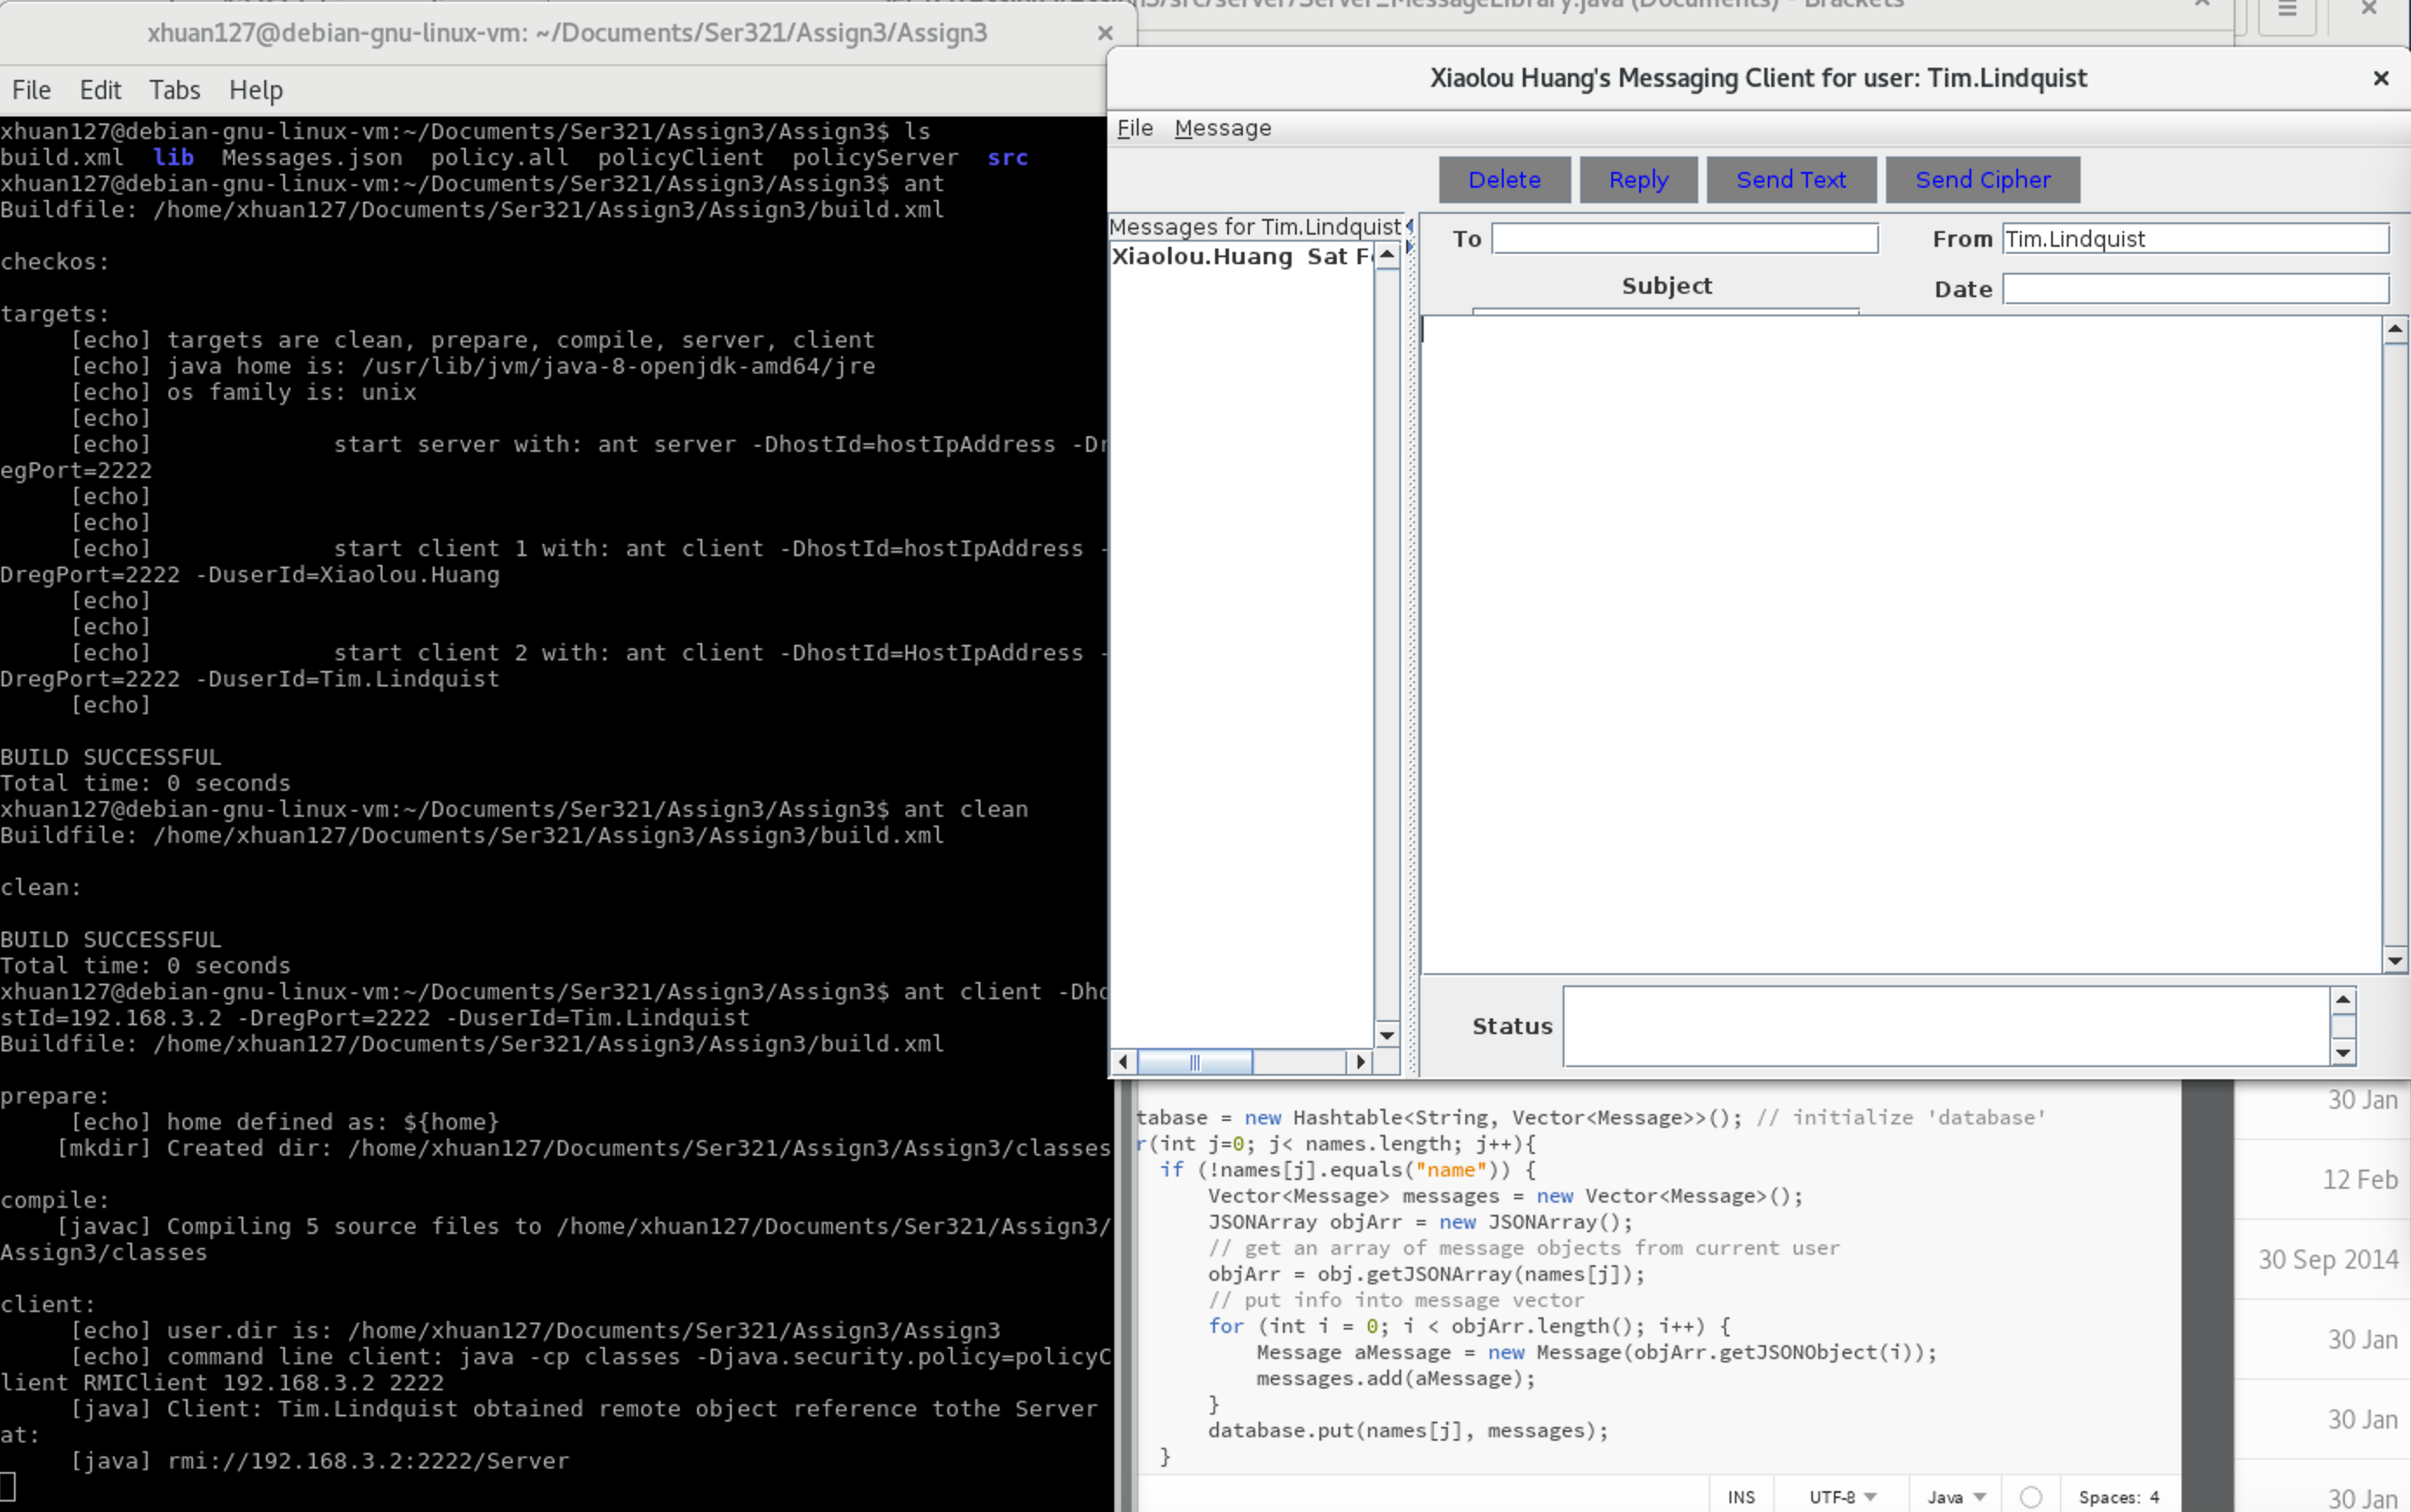 xhuan127@debian-gnu-linux-vm: ~/Documents/Ser321/Assign3/Assign3
File Edit Tabs Help
xhuan127@debian-gnu-linux-vm:~/Documents/Ser321/Assign3/Assign3$ ls
build.xml  lib  Messages.json  policy.all  policyClient  policyServer  src
xhuan127@debian-gnu-linux-vm:~/Documents/Ser321/Assign3/Assign3$ ant
Buildfile: /home/xhuan127/Documents/Ser321/Assign3/Assign3/build.xml
checkos:
targets:
[echo] targets are clean, prepare, compile, server, client
[echo] java home is: /usr/lib/jvm/java-8-openjdk-amd64/jre
[echo] os family is: unix
[echo]
[echo] start server with: ant server -DhostId=hostIpAddress -Dr
egPort=2222
[echo]
[echo]
[echo] start client 1 with: ant client -DhostId=hostIpAddress -
DregPort=2222 -DuserId=Xiaolou.Huang
[echo]
[echo]
[echo] start client 2 with: ant client -DhostId=HostIpAddress -
DregPort=2222 -DuserId=Tim.Lindquist
[echo]
BUILD SUCCESSFUL
Total time: 0 seconds
xhuan127@debian-gnu-linux-vm:~/Documents/Ser321/Assign3/Assign3$ ant clean
Buildfile: /home/xhuan127/Documents/Ser321/Assign3/Assign3/build.xml
clean:
BUILD SUCCESSFUL
Total time: 0 seconds
xhuan127@debian-gnu-linux-vm:~/Documents/Ser321/Assign3/Assign3$ ant client -Dho
stId=192.168.3.2 -DregPort=2222 -DuserId=Tim.Lindquist
Buildfile: /home/xhuan127/Documents/Ser321/Assign3/Assign3/build.xml
prepare:
[echo] home defined as: ${home}
[mkdir] Created dir: /home/xhuan127/Documents/Ser321/Assign3/Assign3/classes
compile:
[javac] Compiling 5 source files to /home/xhuan127/Documents/Ser321/Assign3/
Assign3/classes
client:
[echo] user.dir is: /home/xhuan127/Documents/Ser321/Assign3/Assign3
[echo] command line client: java -cp classes -Djava.security.policy=policyC
lient RMIClient 192.168.3.2 2222
[java] Client: Tim.Lindquist obtained remote object reference tothe Server
at:
[java] rmi://192.168.3.2:2222/Server
3/src/server/Server_MessageLibrary.java (Documents) - Brackets
Xiaolou Huang's Messaging Client for user: Tim.Lindquist
File Message
Delete Reply Send Text Send Cipher
Messages for Tim.Lindquist
Xiaolou.Huang Sat
To
From Tim.Lindquist
Subject
Date
Status
tabase = new Hashtable<String, Vector<Message>>(); // initialize 'database'
r(int j=0; j< names.length; j++){
if (!names[j].equals("name")) {
Vector<Message> messages = new Vector<Message>();
JSONArray objArr = new JSONArray();
// get an array of message objects from current user
objArr = obj.getJSONArray(names[j]);
// put info into message vector
for (int i = 0; i < objArr.length(); i++) {
Message aMessage = new Message(objArr.getJSONObject(i));
messages.add(aMessage);
}
database.put(names[j], messages);
}
INS UTF-8 Java Spaces: 4
30 Jan
12 Feb
30 Sep 2014
30 Jan
30 Jan
30 Jan